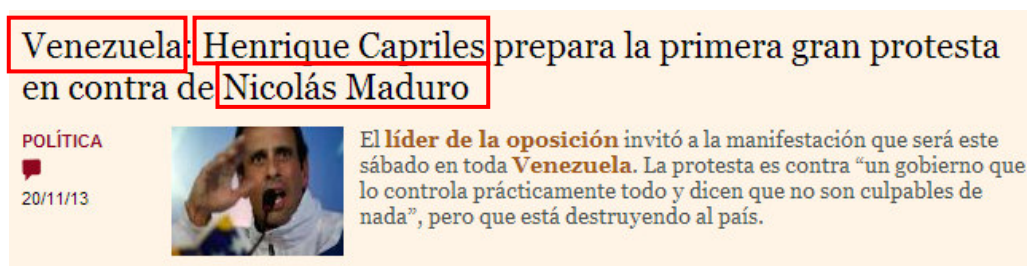 Venezuela: Henrique Capriles prepara la primera gran protesta
en contra de Nicolás Maduro
POLÍTICA
20/11/13
El líder de la oposición invitó a la manifestación que será este
sábado en toda Venezuela. La protesta es contra “un gobierno que
lo controla prácticamente todo y dicen que no son culpables de
nada”, pero que está destruyendo al país.